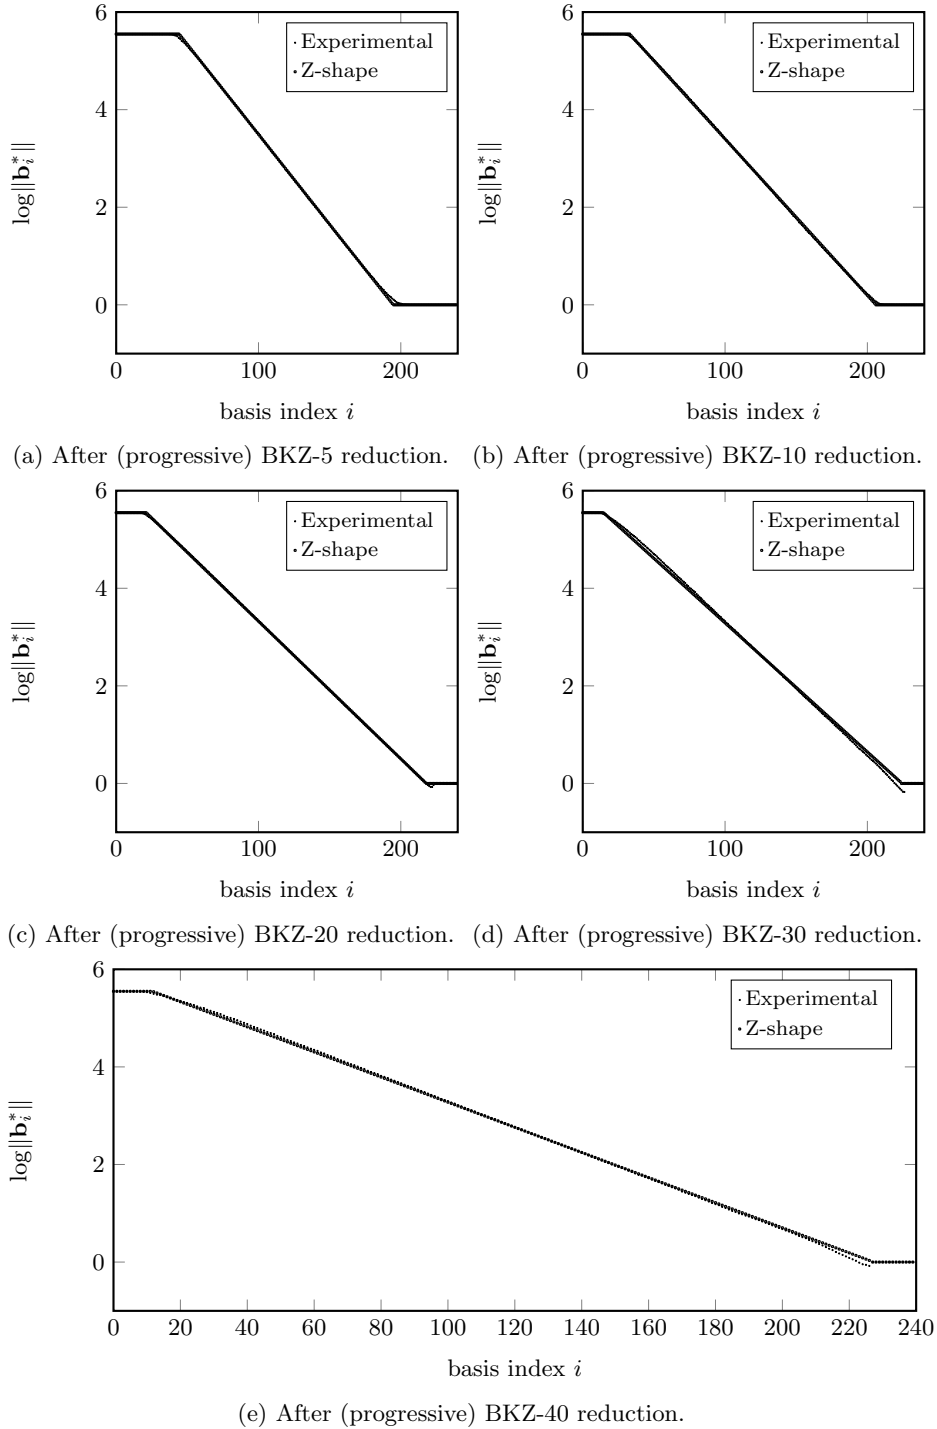 6
4
2
0
0
100
200
log‖b*i‖
basis index i
Experimental
Z-shape
(a) After (progressive) BKZ-5 reduction.
6
4
2
0
0
100
200
log‖b*i‖
basis index i
Experimental
Z-shape
(b) After (progressive) BKZ-10 reduction.
6
4
2
0
0
100
200
log‖b*i‖
basis index i
Experimental
Z-shape
(c) After (progressive) BKZ-20 reduction.
6
4
2
0
0
100
200
log‖b*i‖
basis index i
Experimental
Z-shape
(d) After (progressive) BKZ-30 reduction.
6
4
2
0
0 20 40 60 80 100 120 140 160 180 200 220 240
log‖b*i‖
basis index i
Experimental
Z-shape
(e) After (progressive) BKZ-40 reduction.